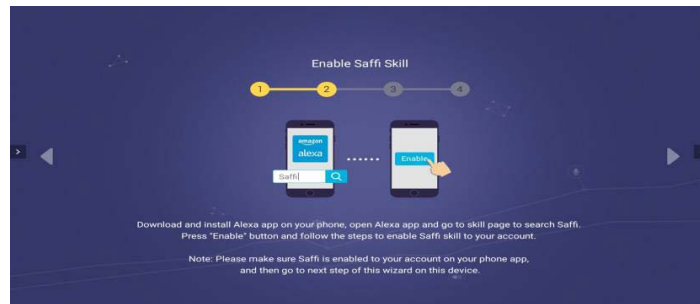 Enable Saffi Skill
1 2 3 4
amazon
alexa
Saffi
Enable
Download and install Alexa app on your phone, open Alexa app and go to skill page to search Saffi.
Press "Enable" button and follow the steps to enable Saffi skill to your account.
Note: Please make sure Saffi is enabled to your account on your phone app,
and then go to next step of this wizard on this device.